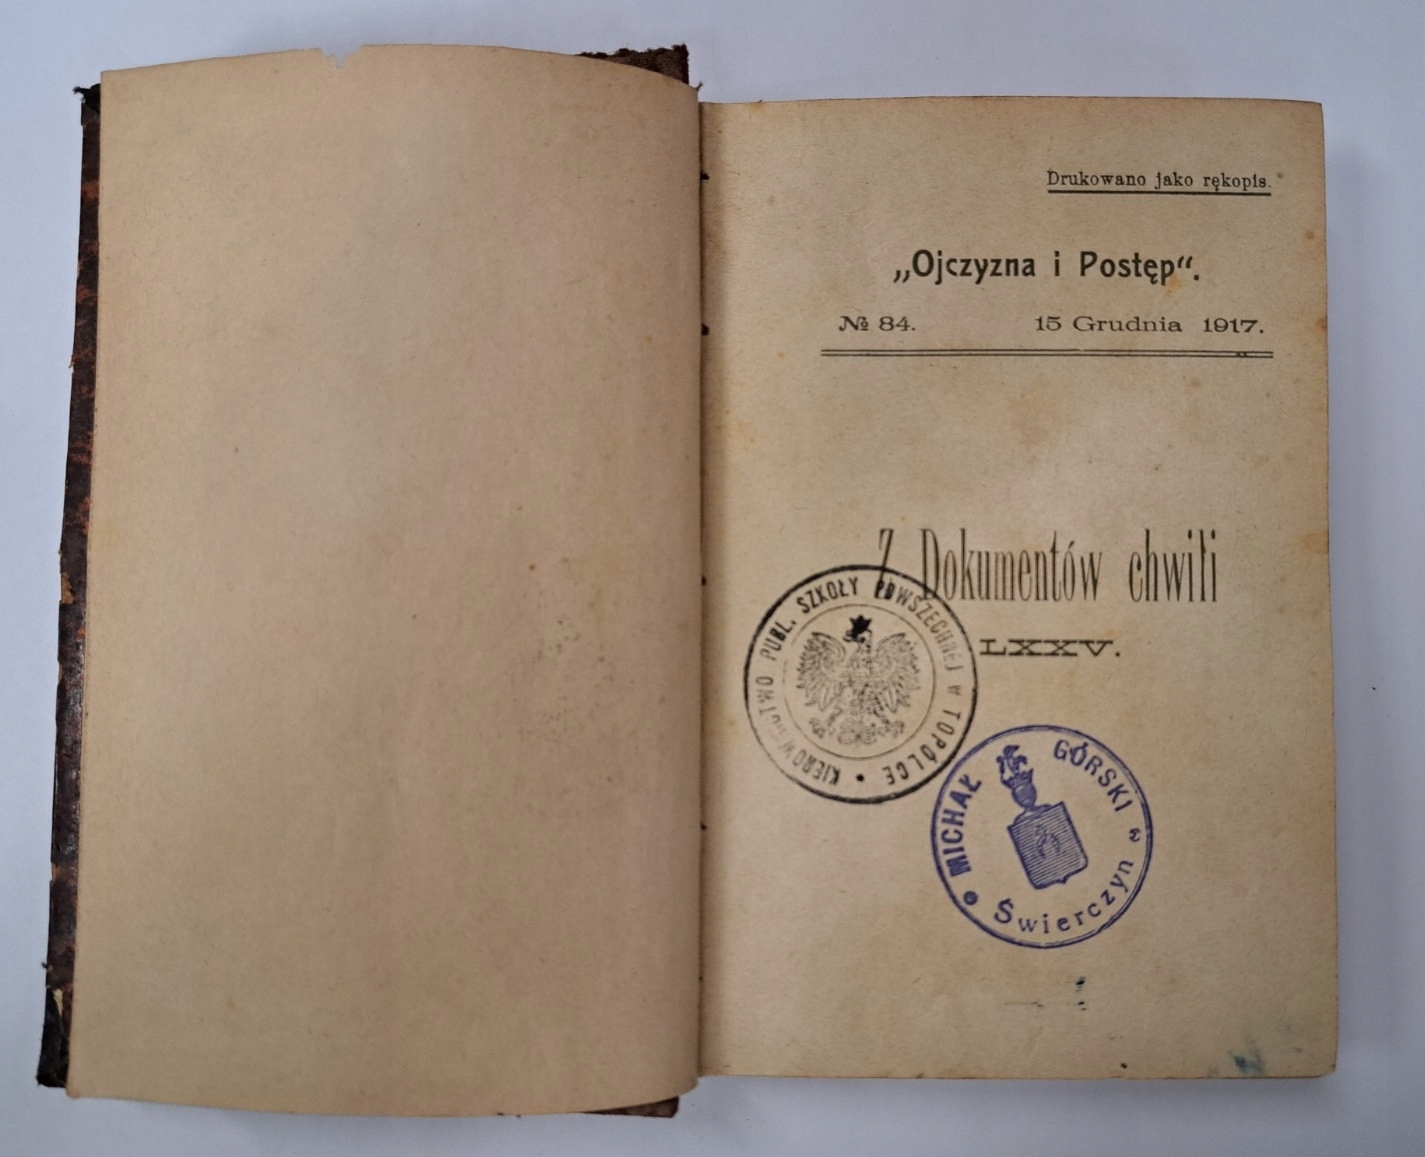 Drukowano jako rękopis.
„Ojczyzna i Postęp“.
№ 84. 15 Grudnia 1917.
Z Dokumentów chwili
LXXV.
KIEROWNICTWO PUBL. SZKOŁY POWSZECHNEJ w TOPÓLCE
MICHAŁ GÓRSKI
Świerczyn